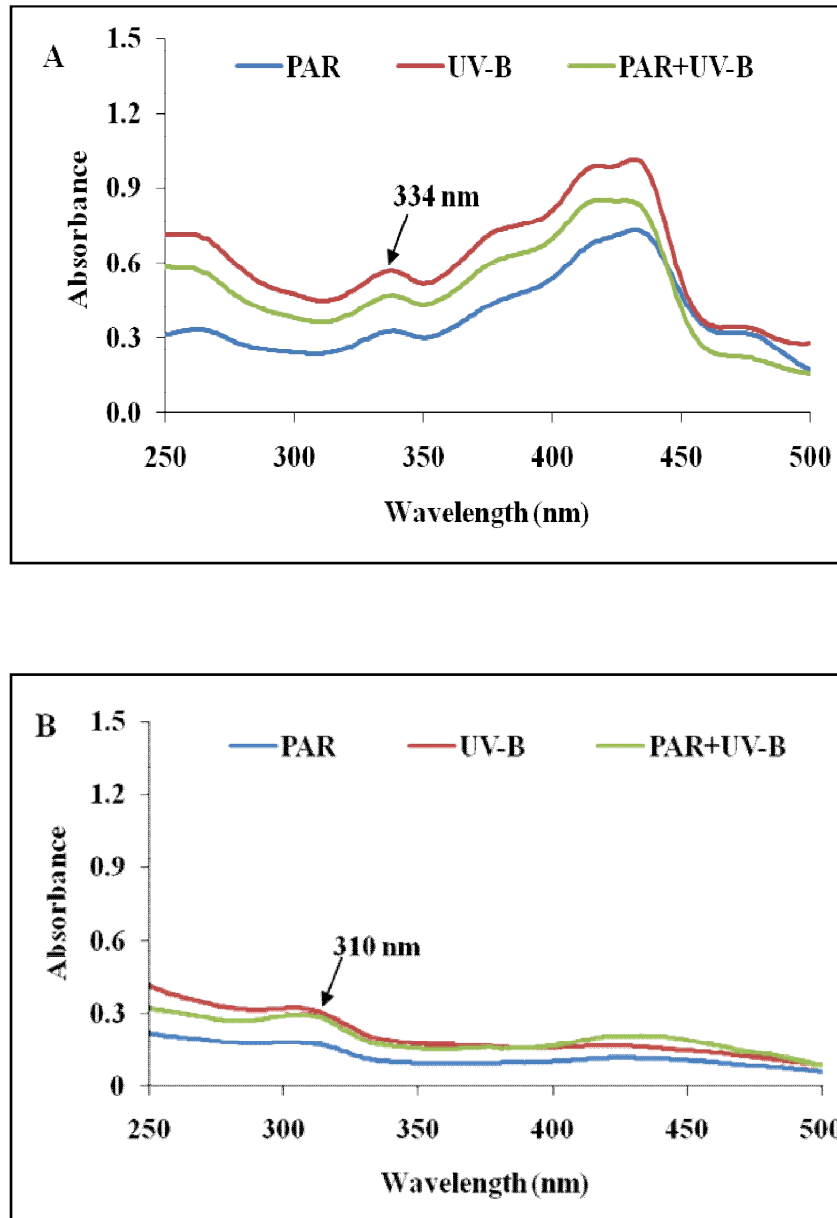 A
1.5
PAR UV-B PAR+UV-B
1.2
0.9
334 nm
0.6
0.3
0.0
Absorbance
250 300 350 400 450 500
Wavelength (nm)
B
1.5
PAR UV-B PAR+UV-B
1.2
0.9
0.6
310 nm
0.3
0
Absorbance
250 300 350 400 450 500
Wavelength (nm)